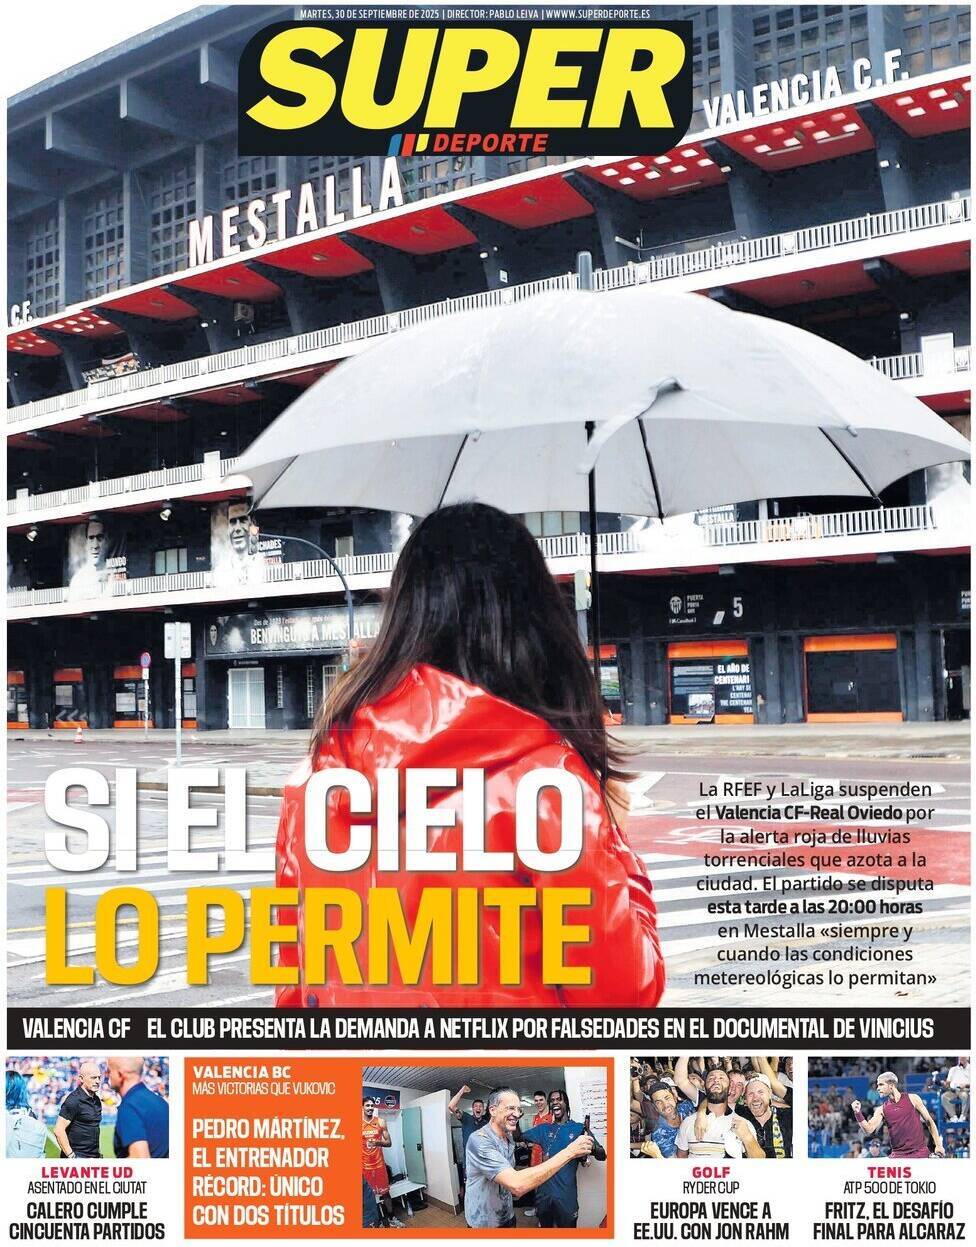 MARTES, 30 DE SEPTIEMBRE DE 2025 | DIRECTOR: PABLO LEIVA | WWW.SUPERDEPORTE.ES
SUPER
DEPORTE
VALENCIA C.F.
MESTALLA
C.F.
MESTALLA
BENVINGUTS A MESTALLA
PUERTA
5
EL AÑO DEL
CENTENARI
SI EL CIELO
LO PERMITE
La RFEF y LaLiga suspenden
el Valencia CF-Real Oviedo por
la alerta roja de lluvias
torrenciales que azota a la
ciudad. El partido se disputa
esta tarde a las 20:00 horas
en Mestalla «siempre y
cuando las condiciones
metereológicas lo permitan»
VALENCIA CF EL CLUB PRESENTA LA DEMANDA A NETFLIX POR FALSEDADES EN EL DOCUMENTAL DE VINICIUS
LEVANTE UD
ASENTADO EN EL CIUTAT
CALERO CUMPLE
CINCUENTA PARTIDOS
VALENCIA BC
MÁS VICTORIAS QUE VUKOVIC
PEDRO MÁRTÍNEZ,
EL ENTRENADOR
RÉCORD: ÚNICO
CON DOS TÍTULOS
GOLF
RYDER CUP
EUROPA VENCE A
EE.UU. CON JON RAHM
TENIS
ATP 500 DE TOKIO
FRITZ, EL DESAFÍO
FINAL PARA ALCARAZ